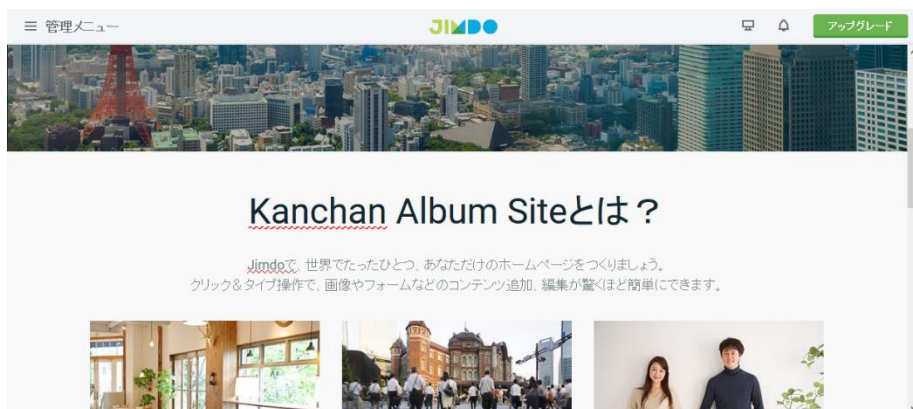 管理メニュー
JIMDO
アップグレード
Kanchan Album Siteとは？
Jimdoで、世界でたったひとつ、あなただけのホームページをつくりましょう。
クリック＆タイプ操作で、画像やフォームなどのコンテンツ追加、編集が驚くほど簡単にできます。